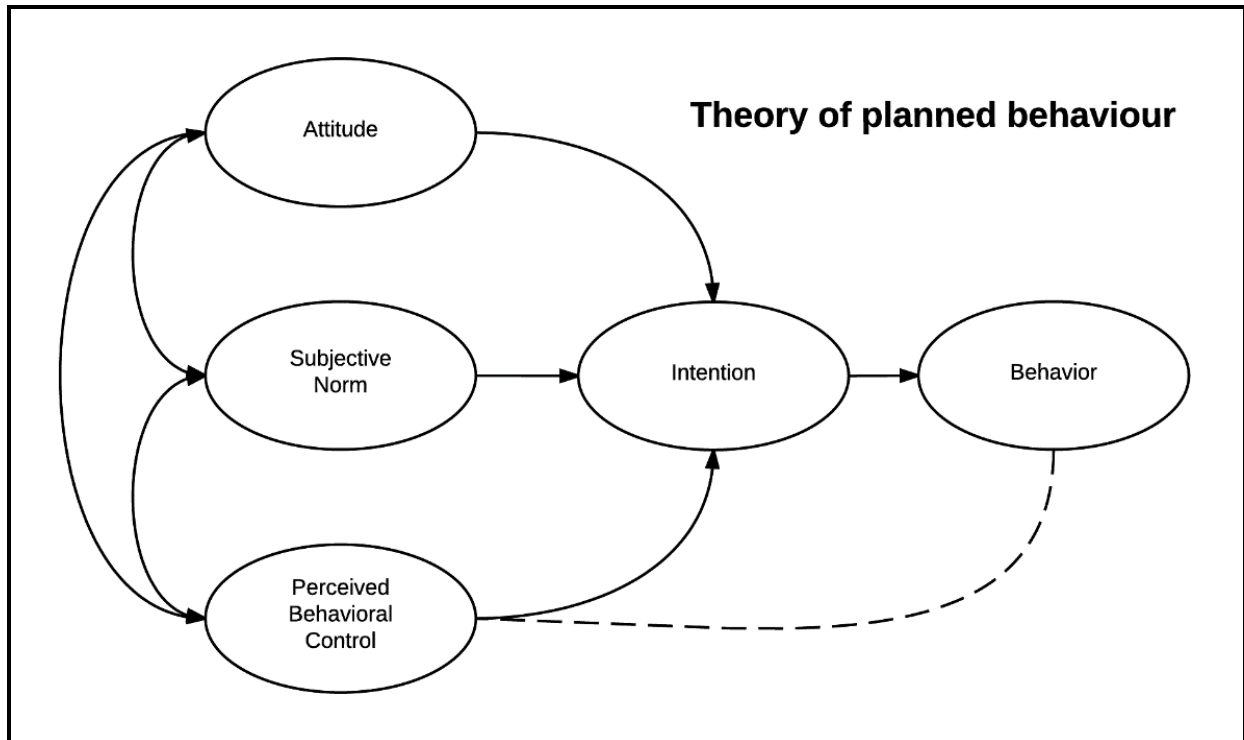 Theory of planned behaviour
Attitude
Subjective
Norm
Intention
Behavior
Perceived
Behavioral
Control